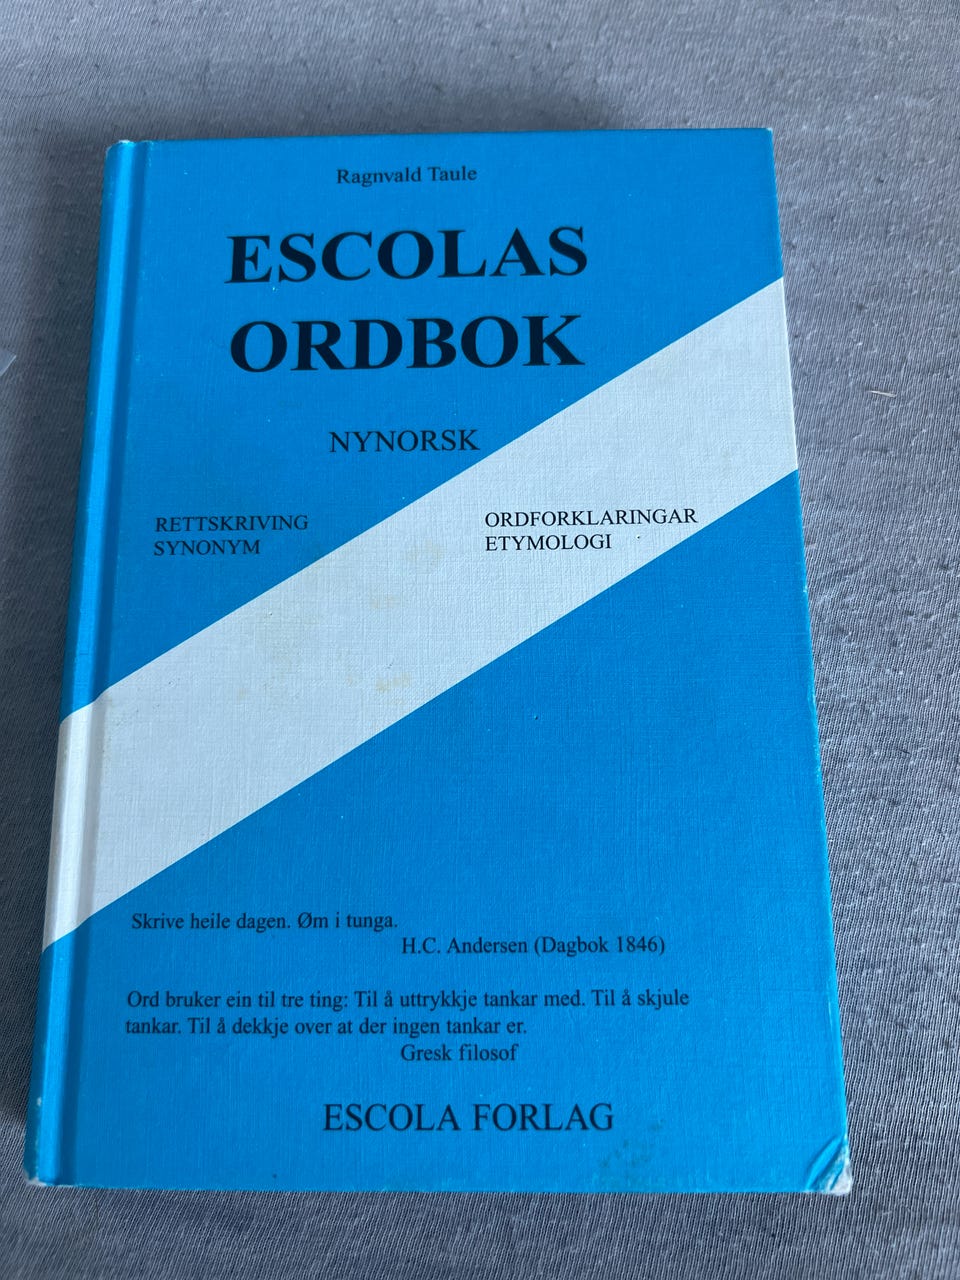 Ragnvald Taule
ESCOLAS
ORDBOK
NYNORSK
RETTSKRIVING
SYNONYM
ORDFORKLARINGAR
ETYMOLOGI
Skrive heile dagen. Øm i tunga.
H.C. Andersen (Dagbok 1846)
Ord bruker ein til tre ting: Til å uttrykkje tankar med. Til å skjule
tankar. Til å dekkje over at der ingen tankar er.
Gresk filosof
ESCOLA FORLAG